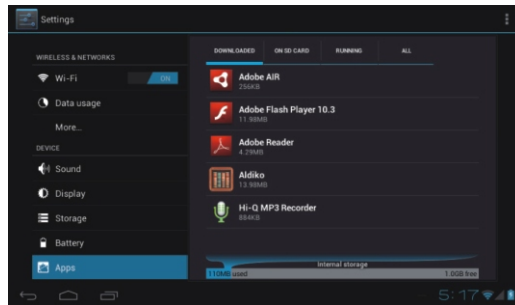 Settings
WIRELESS & NETWORKS
Wi-Fi ON
Data usage
More...
DEVICE
Sound
Display
Storage
Battery
Apps
DOWNLOADED ON SD CARD RUNNING ALL
Adobe AIR
256KB
Adobe Flash Player 10.3
11.98MB
Adobe Reader
4.29MB
Aldiko
13.98MB
Hi-Q MP3 Recorder
884KB
Internal storage
110MB used 1.0GB free
5:17